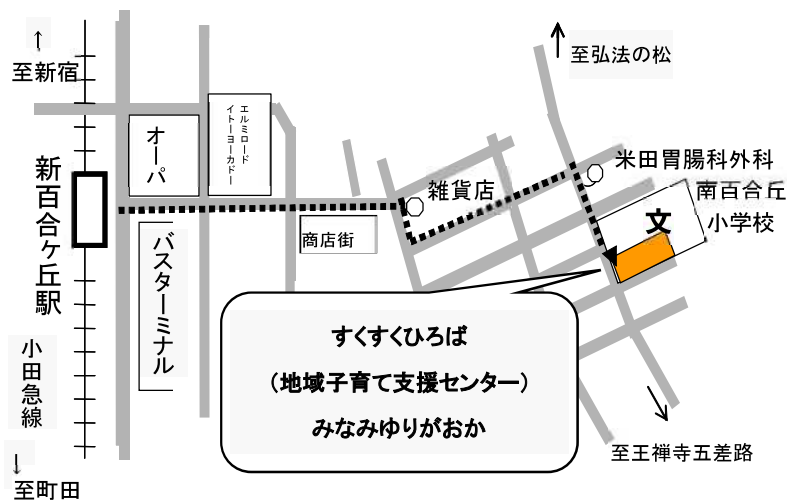 ↑
至新宿
新百合ヶ丘駅
小田急線
↓
至町田
オーパ
エルミロード
イトーヨーカドー
バスターミナル
商店街
雑貨店
至弘法の松
米田胃腸科外科
南百合丘
小学校
文
すくすくひろば
（地域子育て支援センター）
みなみゆりがおか
至王禅寺五差路